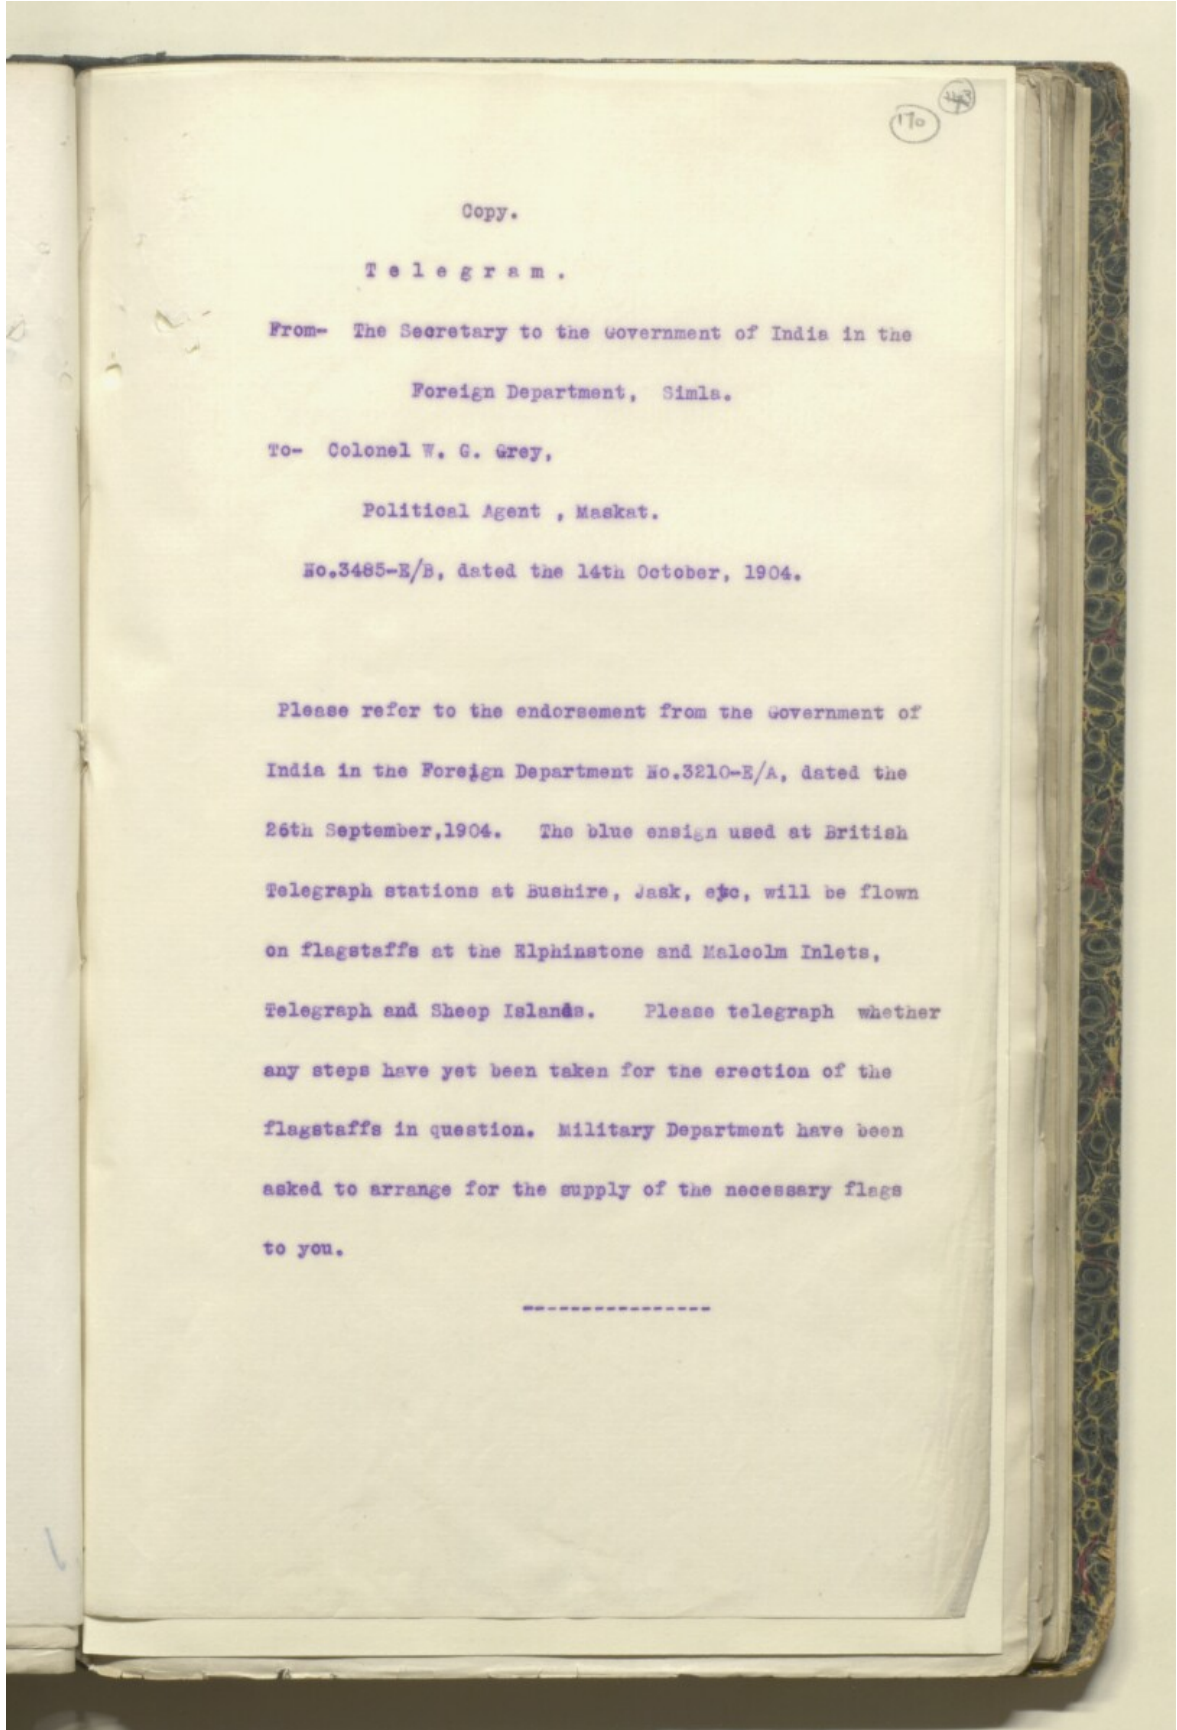 170
Copy.
Telegram.
From- The Secretary to the Government of India in the
Foreign Department, Simla.
To- Colonel W. G. Grey,
Political Agent , Maskat.
No.3485-E/B, dated the 14th October, 1904.
Please refer to the endorsement from the Government of
India in the Foreign Department No.3210-E/A, dated the
26th September,1904. The blue ensign used at British
Telegraph stations at Bushire, Jask, etc, will be flown
on flagstaffs at the Elphinstone and Malcolm Inlets,
Telegraph and Sheep Islands. Please telegraph whether
any steps have yet been taken for the erection of the
flagstaffs in question. Military Department have been
asked to arrange for the supply of the necessary flags
to you.
----------------